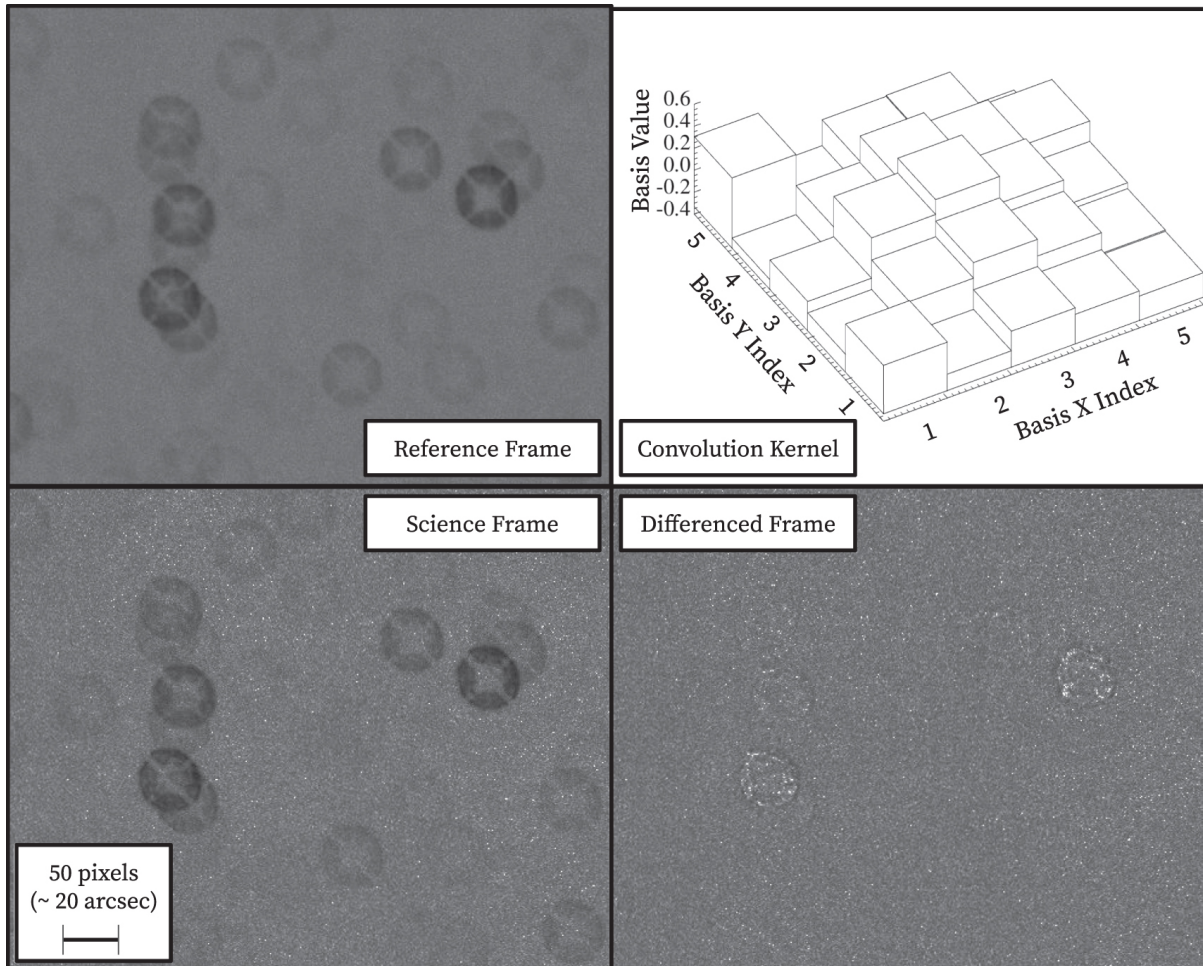 Reference Frame
0.6
0.4
0.2
0.0
-0.2
-0.4
Basis Value
5
4
3
2
1
Basis Y Index
1
2
3
4
5
Basis X Index
Convolution Kernel
Science Frame
Differenced Frame
50 pixels
(~ 20 arcsec)